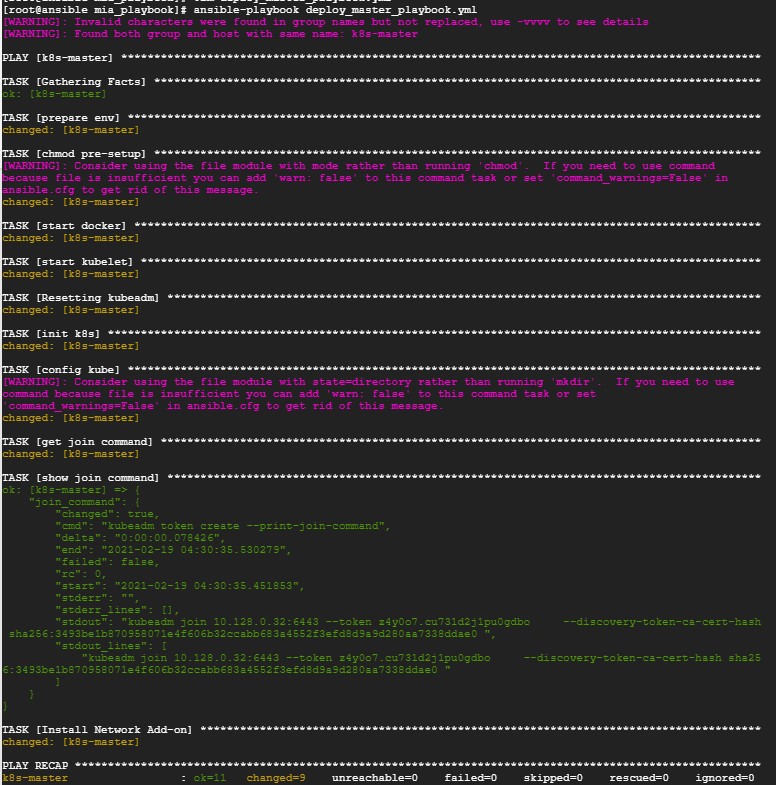 [root@ansible mia_playbook]# ansible-playbook deploy_master_playbook.yml
[WARNING]: Invalid characters were found in group names but not replaced, use -vvvv to see details
[WARNING]: Found both group and host with same name: k8s-master
PLAY [k8s-master] ******************************************************************************************
TASK [Gathering Facts] *************************************************************************************
ok: [k8s-master]
TASK [prepare env] *****************************************************************************************
changed: [k8s-master]
TASK [chmod pre-setup] *************************************************************************************
[WARNING]: Consider using the file module with mode rather than running 'chmod'.  If you need to use command
because file is insufficient you can add 'warn: false' to this command task or set 'command_warnings=False' in
ansible.cfg to get rid of this message.
changed: [k8s-master]
TASK [start docker] ****************************************************************************************
changed: [k8s-master]
TASK [start kubelet] ***************************************************************************************
changed: [k8s-master]
TASK [Resetting kubeadm] ***********************************************************************************
changed: [k8s-master]
TASK [init k8s] ********************************************************************************************
changed: [k8s-master]
TASK [config kube] *****************************************************************************************
[WARNING]: Consider using the file module with state=directory rather than running 'mkdir'.  If you need to use
command because file is insufficient you can add 'warn: false' to this command task or set
'command_warnings=False' in ansible.cfg to get rid of this message.
changed: [k8s-master]
TASK [get join command] ************************************************************************************
changed: [k8s-master]
TASK [show join command] ***********************************************************************************
ok: [k8s-master] => {
    "join_command": {
        "changed": true,
        "cmd": "kubeadm token create --print-join-command",
        "delta": "0:00:00.078426",
        "end": "2021-02-19 04:30:35.530279",
        "failed": false,
        "rc": 0,
        "start": "2021-02-19 04:30:35.451853",
        "stderr": "",
        "stderr_lines": [],
        "stdout": "kubeadm join 10.128.0.32:6443 --token z4y0o7.cu731d2j1pu0gdbo     --discovery-token-ca-cert-hash
 sha256:3493be1b870958071e4f606b32ccabb683a4552f3efd8d9a9d280aa7338ddae0 ",
        "stdout_lines": [
            "kubeadm join 10.128.0.32:6443 --token z4y0o7.cu731d2j1pu0gdbo     --discovery-token-ca-cert-hash sha25
6:3493be1b870958071e4f606b32ccabb683a4552f3efd8d9a9d280aa7338ddae0 "
        ]
    }
}
TASK [Install Network Add-on] ******************************************************************************
changed: [k8s-master]
PLAY RECAP *************************************************************************************************
k8s-master                 : ok=11   changed=9    unreachable=0    failed=0    skipped=0    rescued=0    ignored=0